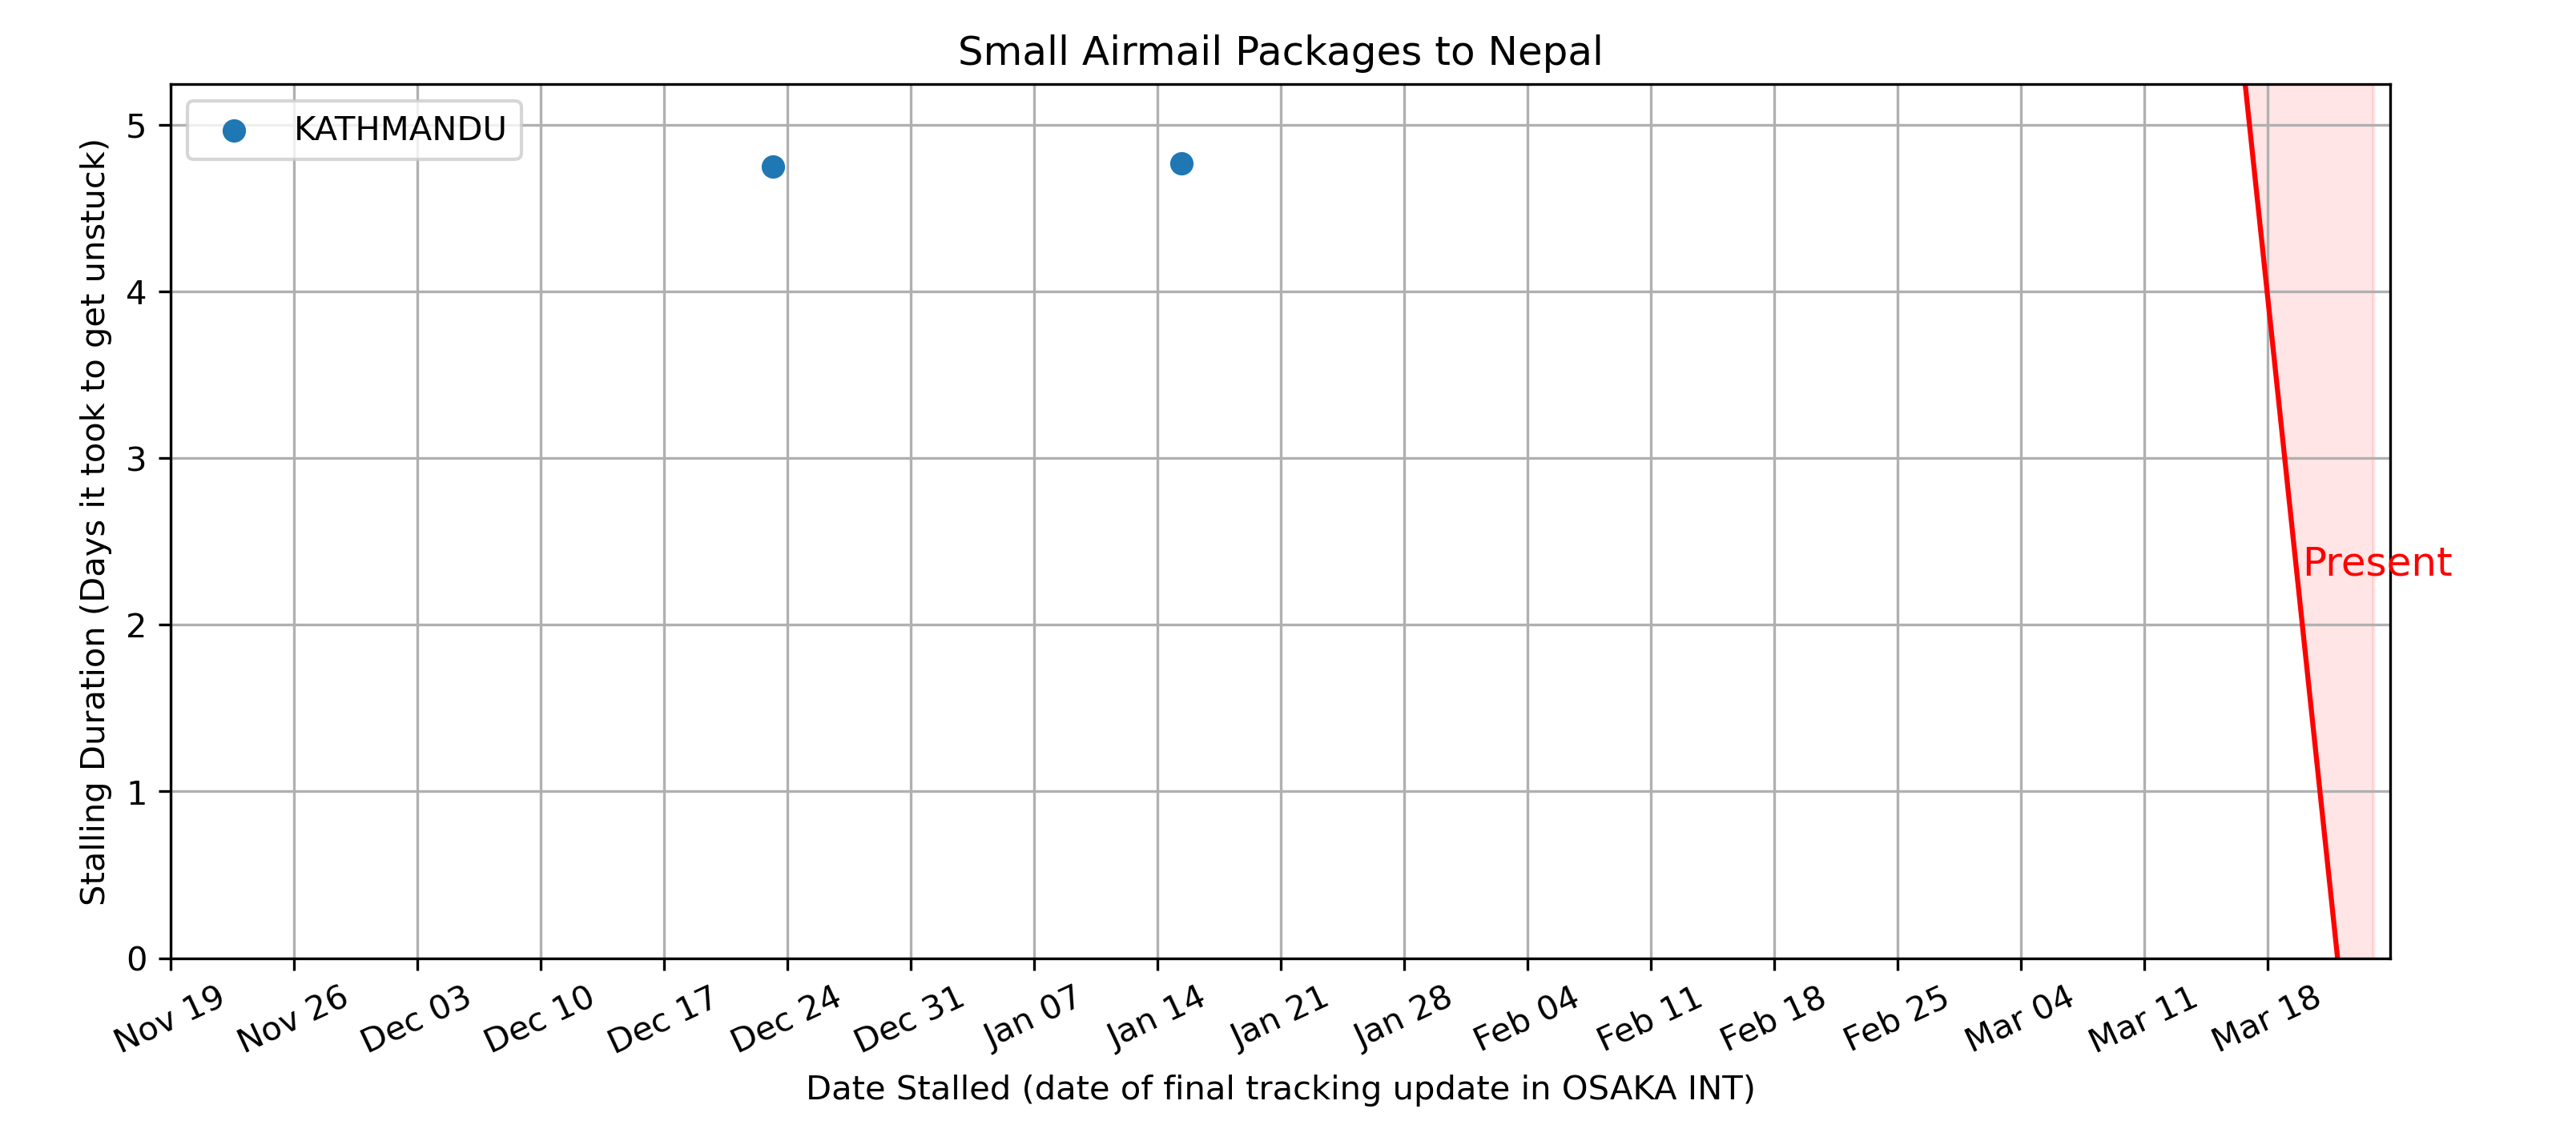 Small Airmail Packages to Nepal
KATHMANDU
Stalling Duration (Days it took to get unstuck)
5
4
3
2
1
0
Present
Nov 19
Nov 26
Dec 03
Dec 10
Dec 17
Dec 24
Dec 31
Jan 07
Jan 14
Jan 21
Jan 28
Feb 04
Feb 11
Feb 18
Feb 25
Mar 04
Mar 11
Mar 18
Date Stalled (date of final tracking update in OSAKA INT)